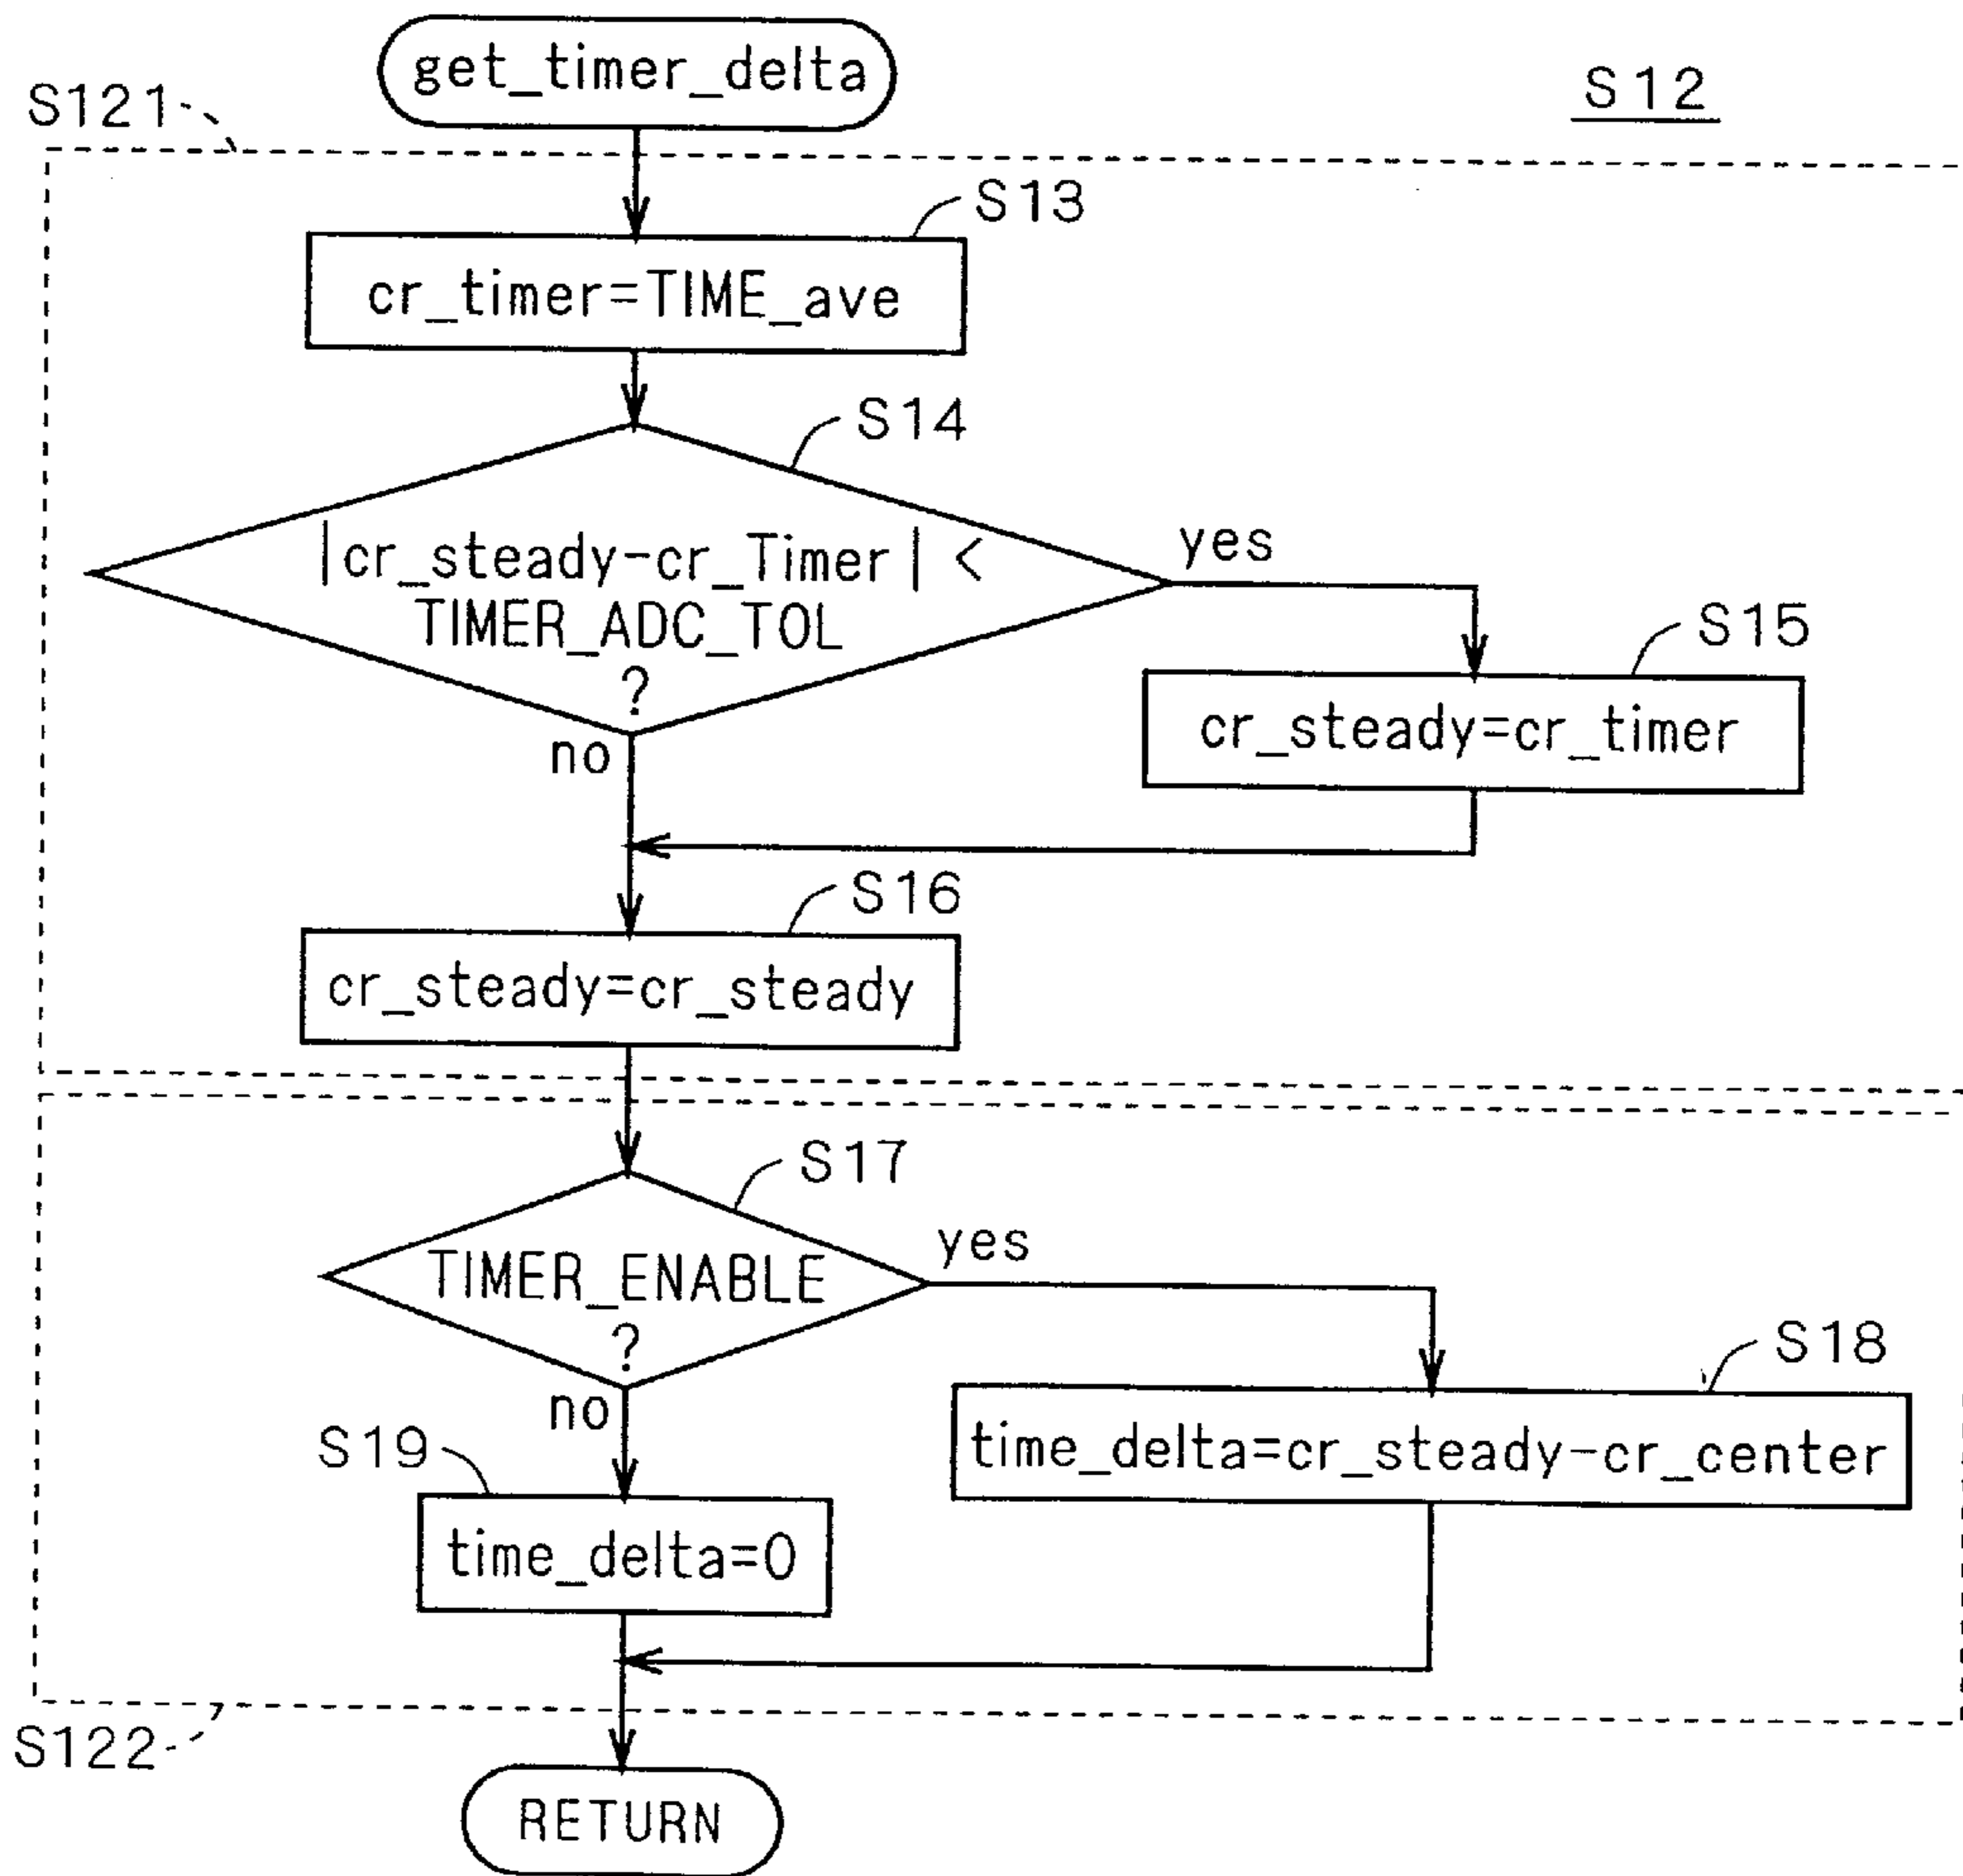 get_timer_delta
S12
S121
S13
cr_timer=TIME_ave
S14
|cr_steady-cr_Timer| <
TIMER_ADC_TOL
?
yes
no
S15
cr_steady=cr_timer
S16
cr_steady=cr_steady
S17
TIMER_ENABLE
?
yes
no
S18
time_delta=cr_steady-cr_center
S19
time_delta=0
S122
RETURN